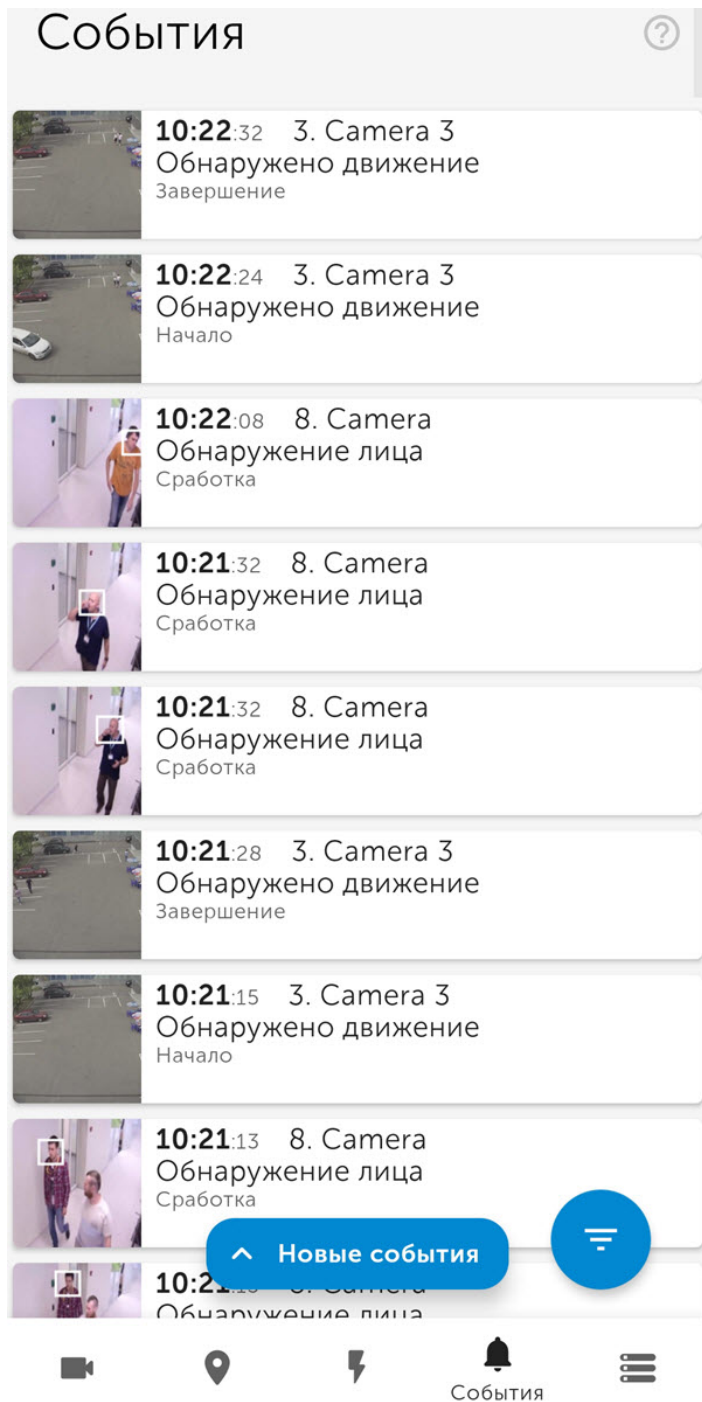 События
10:22:32 3. Camera 3
Обнаружено движение
Завершение
10:22:24 3. Camera 3
Обнаружено движение
Начало
10:22:08 8. Camera
Обнаружение лица
Сработка
10:21:32 8. Camera
Обнаружение лица
Сработка
10:21:32 8. Camera
Обнаружение лица
Сработка
10:21:28 3. Camera 3
Обнаружено движение
Завершение
10:21:15 3. Camera 3
Обнаружено движение
Начало
10:21:13 8. Camera
Обнаружение лица
Сработка
Новые события
Обнаружение лица
События